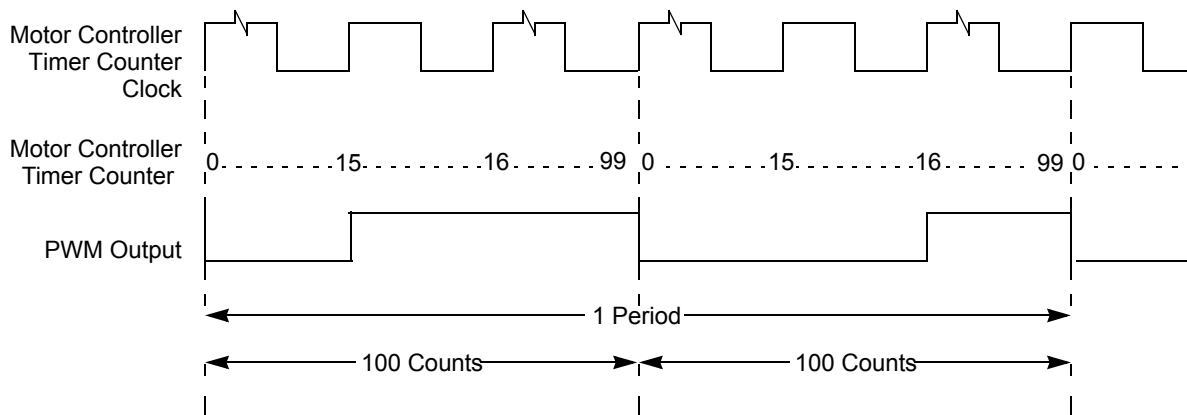 Motor Controller
Timer Counter
Clock
Motor Controller
Timer Counter
0 15 16 99 0 15 16 99 0
PWM Output
1 Period
100 Counts 100 Counts